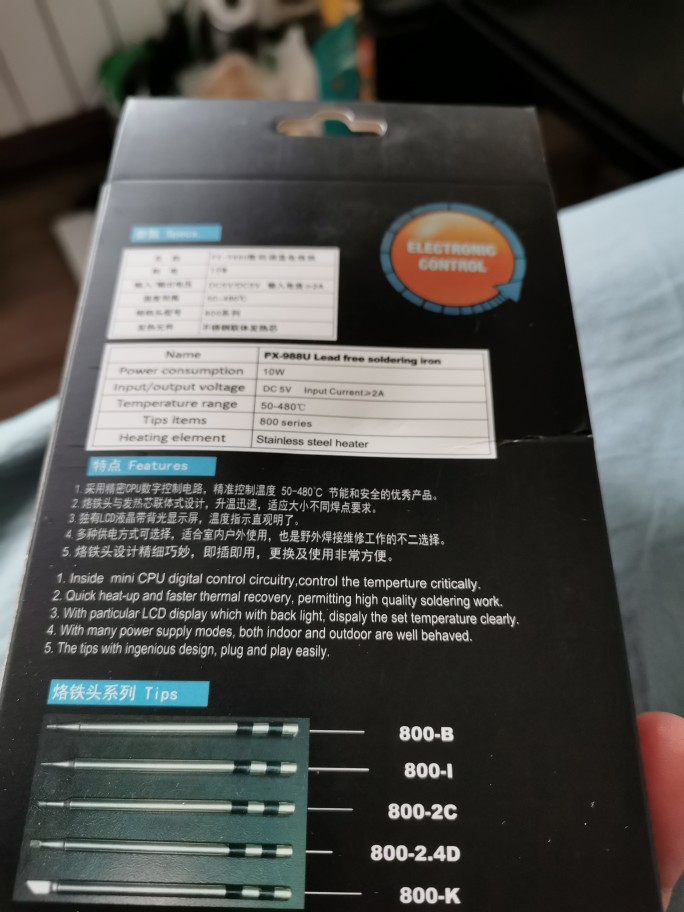 参数 Specs
ELECTRONIC
CONTROL
50-480℃
800系列
Name PX-988U Lead free soldering iron
Power consumption 10W
Input/output voltage DC 5V Input Current≥2A
Temperature range 50-480℃
Tips items 800 series
Heating element Stainless steel heater
特点 Features
1. 采用精密CPU数字控制电路，精准控制温度 50-480℃ 节能和安全的优秀产品。
2. 烙铁头与发热芯联体式设计，升温迅速，适应大小不同焊点要求。
3. 独有LCD液晶带背光显示屏，温度指示直观明了。
4. 多种供电方式可选择，适合室内户外使用，也是野外焊接维修工作的不二选择。
5. 烙铁头设计精细巧妙，即插即用，更换及使用非常方便。
1. Inside mini CPU digital control circuitry,control the temperture critically.
2. Quick heat-up and faster thermal recovery, permitting high quality soldering work.
3. With particular LCD display which with back light, dispaly the set temperature clearly.
4. With many power supply modes, both indoor and outdoor are well behaved.
5. The tips with ingenious design, plug and play easily.
烙铁头系列 Tips
800-B
800-I
800-2C
800-2.4D
800-K